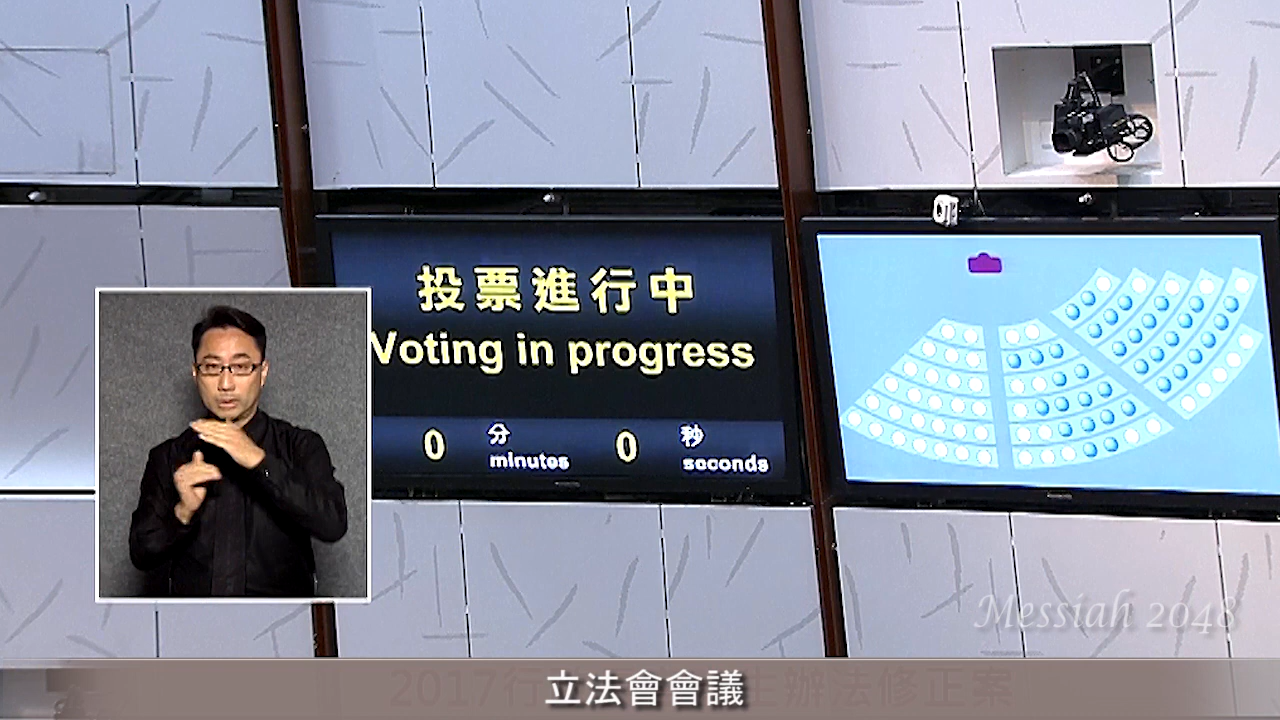 投票進行中
Voting in progress
0 分 minutes 0 秒 seconds
Messiah 2048
立法會會議